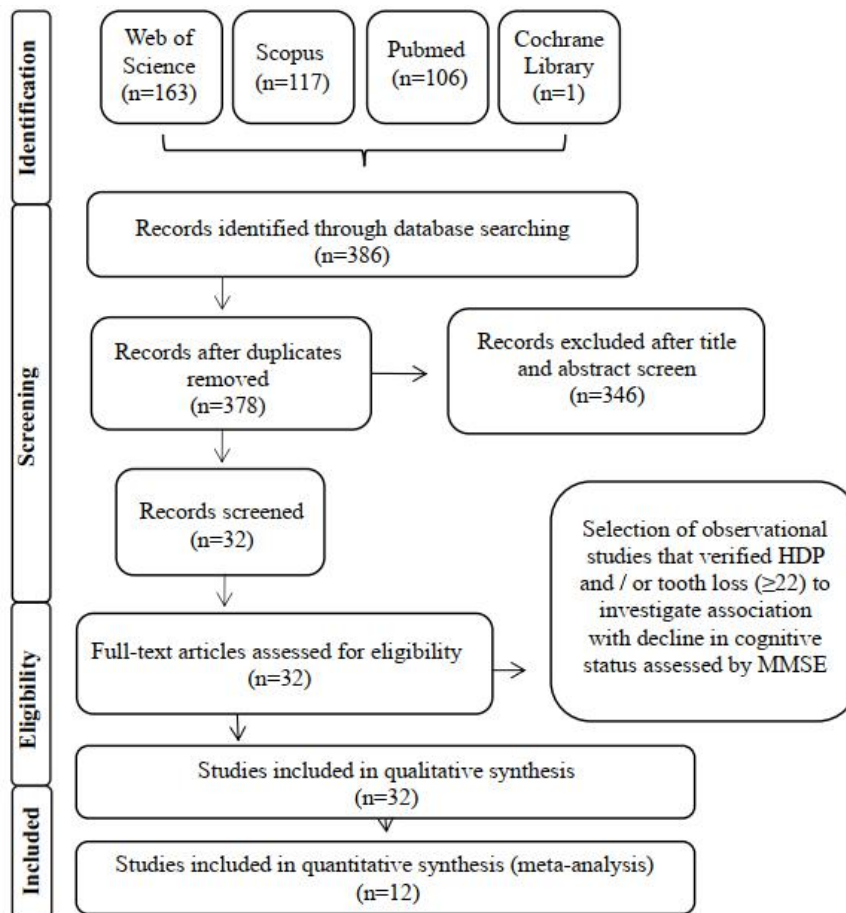 Identification
Web of
Science
(n=163)
Scopus
(n=117)
Pubmed
(n=106)
Cochrane
Library
(n=1)
Screening
Records identified through database searching
(n=386)
Records after duplicates
removed
(n=378)
Records excluded after title
and abstract screen
(n=346)
Records screened
(n=32)
Eligibility
Full-text articles assessed for eligibility
(n=32)
Selection of observational
studies that verified HDP
and / or tooth loss (≥22) to
investigate association
with decline in cognitive
status assessed by MMSE
Studies included in qualitative synthesis
(n=32)
Included
Studies included in quantitative synthesis (meta-analysis)
(n=12)